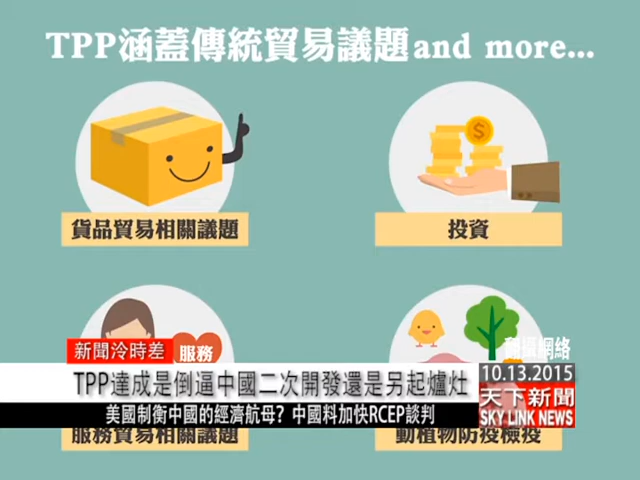 TPP涵蓋傳統貿易議題and more...
貨品貿易相關議題
投資
服務
翻攝網絡
新聞泠時差
TPP達成是倒逼中國二次開發還是另起爐灶
美國制衡中國的經濟航母? 中國料加快RCEP談判
10.13.2015
天下新聞
SKY LINK NEWS
服務貿易相關議題
動植物防疫檢疫